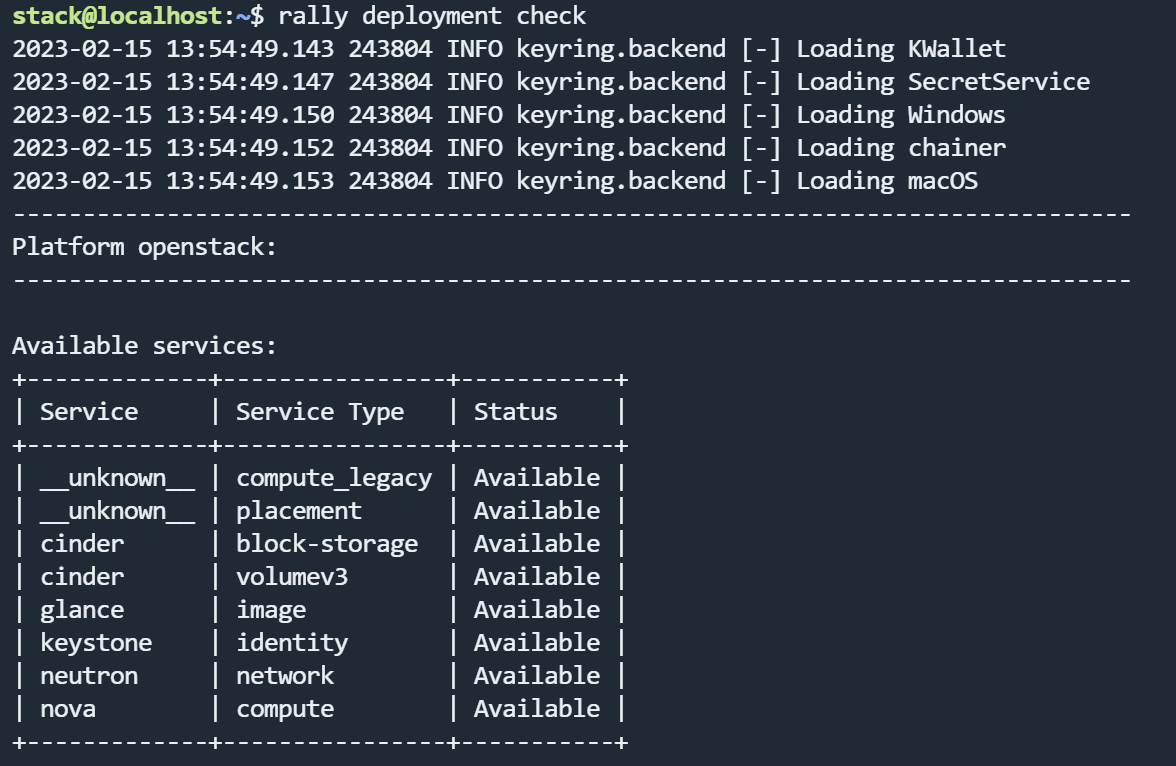 stack@localhost:~$ rally deployment check
2023-02-15 13:54:49.143 243804 INFO keyring.backend [-] Loading KWallet
2023-02-15 13:54:49.147 243804 INFO keyring.backend [-] Loading SecretService
2023-02-15 13:54:49.150 243804 INFO keyring.backend [-] Loading Windows
2023-02-15 13:54:49.152 243804 INFO keyring.backend [-] Loading chainer
2023-02-15 13:54:49.153 243804 INFO keyring.backend [-] Loading macOS
--------------------------------------------------------------------------------
Platform openstack:
--------------------------------------------------------------------------------

Available services:
+-------------+----------------+-----------+
| Service     | Service Type   | Status    |
+-------------+----------------+-----------+
| __unknown__ | compute_legacy | Available |
| __unknown__ | placement      | Available |
| cinder      | block-storage  | Available |
| cinder      | volumev3       | Available |
| glance      | image          | Available |
| keystone    | identity       | Available |
| neutron     | network        | Available |
| nova        | compute        | Available |
+-------------+----------------+-----------+